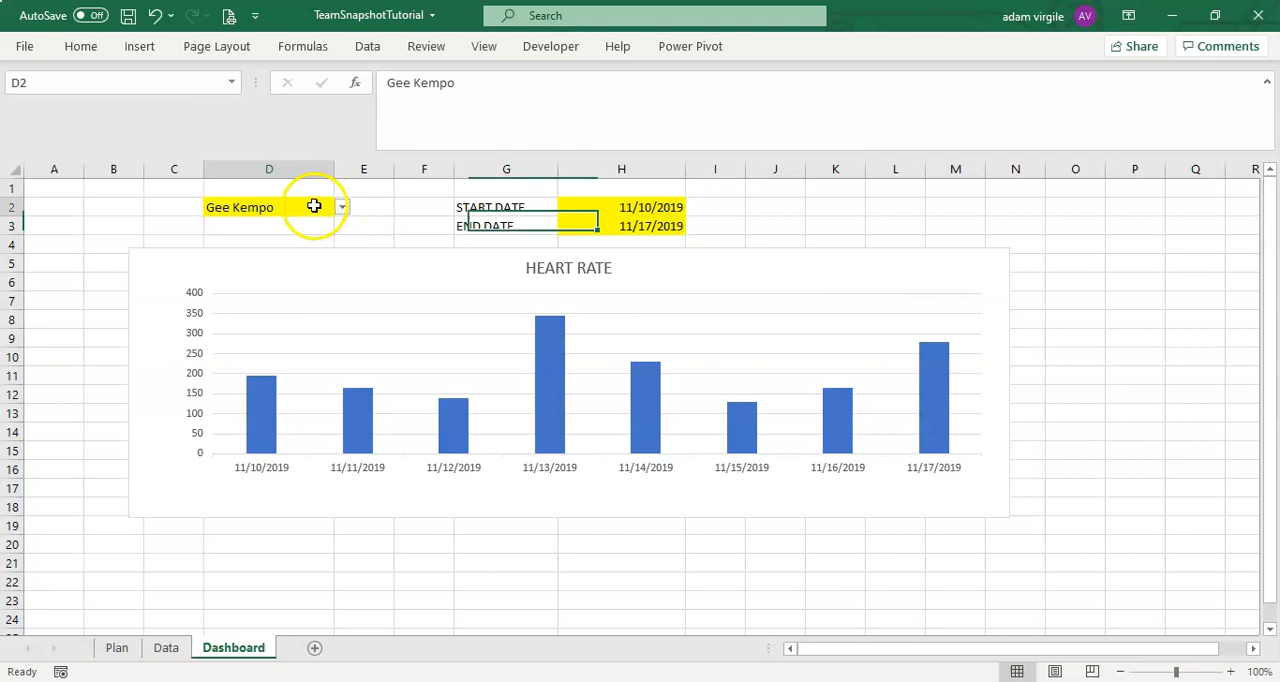 AutoSave Off TeamSnapshotTutorial Search adam virgile AV
File Home Insert Page Layout Formulas Data Review View Developer Help Power Pivot Share Comments
D2 fx Gee Kempo
A B C D E F G H I J K L M N O P Q R
1
2 Gee Kempo START DATE 11/10/2019
3 END DATE 11/17/2019
4
5 HEART RATE
6 400
7 350
8 300
9 250
10 200
11 150
12 100
13 50
14 0
15 11/10/2019 11/11/2019 11/12/2019 11/13/2019 11/14/2019 11/15/2019 11/16/2019 11/17/2019
16
17
18
19
20
21
22
23
24
Plan Data Dashboard
Ready 100%